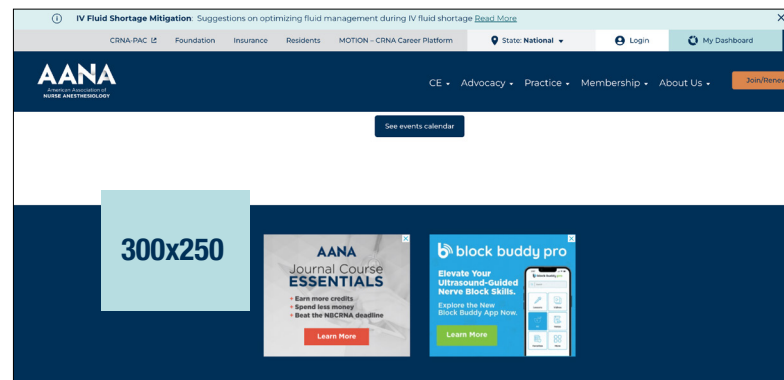 IV Fluid Shortage Mitigation: Suggestions on optimizing fluid management during IV fluid shortage Read More
CRNA-PAC Foundation Insurance Residents MOTION – CRNA Career Platform State: National Login My Dashboard
AANA
American Association of
NURSE ANESTHESIOLOGY
CE Advocacy Practice Membership About Us Join/Renew
See events calendar
300x250
AANA
Journal Course
ESSENTIALS
+ Earn more credits
+ Spend less money
+ Beat the NBCRNA deadline
Learn More
block buddy pro
Elevate Your
Ultrasound-Guided
Nerve Block Skills.
Explore the New
Block Buddy App Now.
Learn More